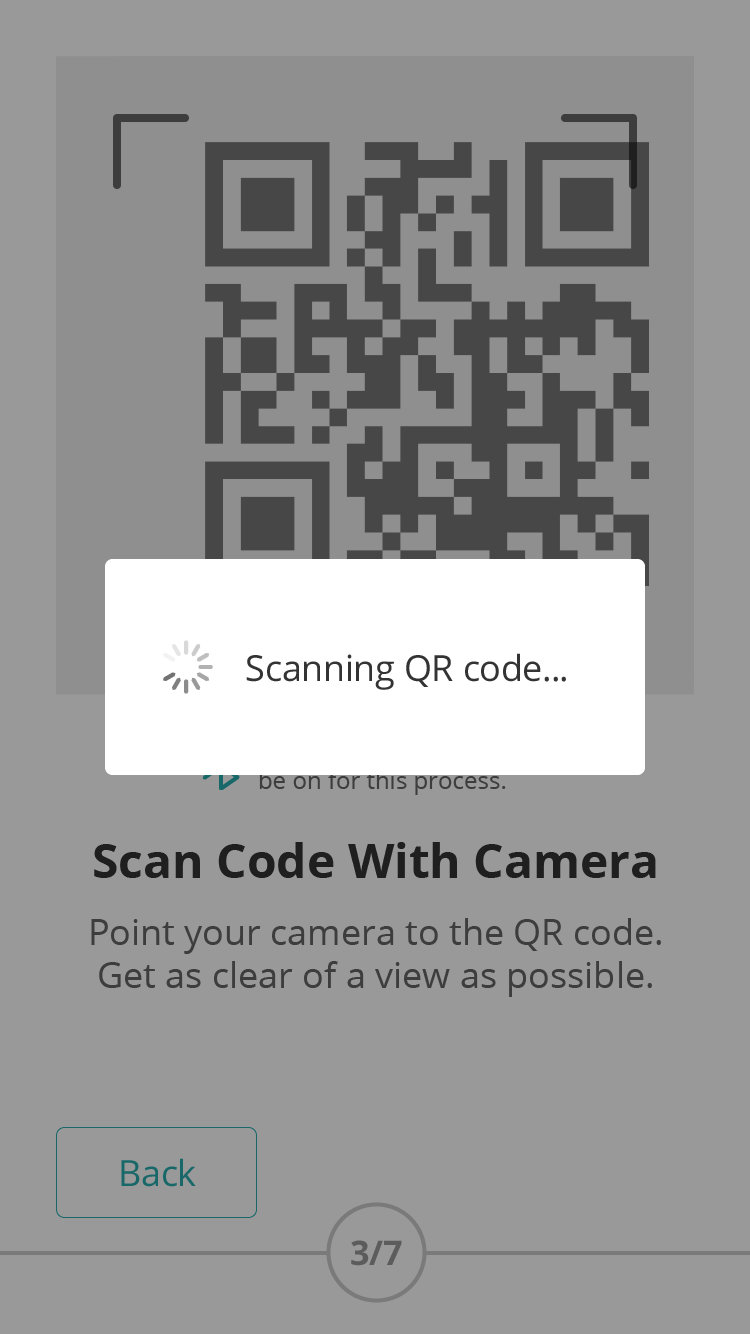 Scanning QR code...
be on for this process.
Scan Code With Camera
Point your camera to the QR code.
Get as clear of a view as possible.
Back
3/7